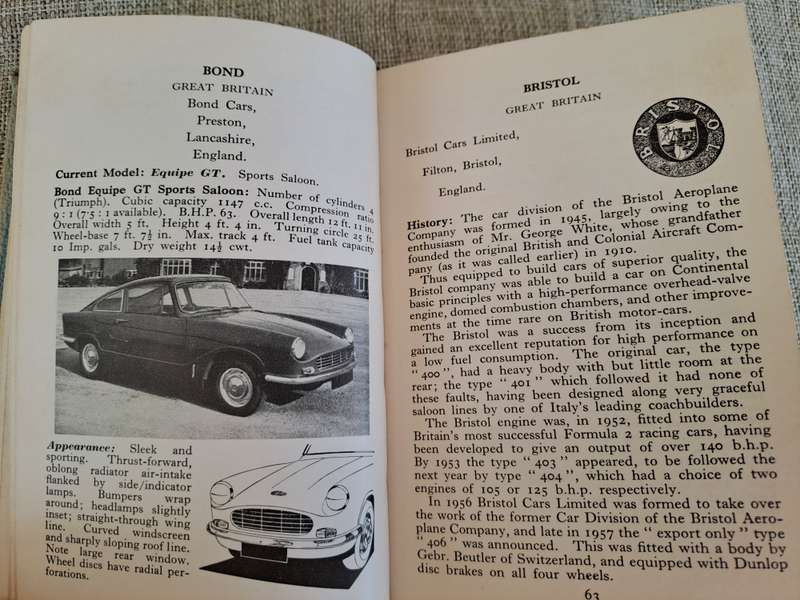 BOND
GREAT BRITAIN
Bond Cars,
Preston,
Lancashire,
England.
Current Model: Equipe GT. Sports Saloon.
Bond Equipe GT Sports Saloon: Number of cylinders 4
(Triumph). Cubic capacity 1147 c.c. Compression ratio
9 : 1 (7·5 : 1 available). B.H.P. 63. Overall length 12 ft. 11 in.
Overall width 5 ft. Height 4 ft. 4 in. Turning circle 25 ft.
Wheel-base 7 ft. 7½ in. Max. track 4 ft. Fuel tank capacity
10 Imp. gals. Dry weight 14½ cwt.
Appearance: Sleek and
sporting. Thrust-forward,
oblong radiator air-intake
flanked by side/indicator
lamps. Bumpers wrap
around; headlamps slightly
inset; straight-through wing
line. Curved windscreen
and sharply sloping roof line.
Note large rear window.
Wheel discs have radial per-
forations.
BRISTOL
GREAT BRITAIN
Bristol Cars Limited,
Filton, Bristol,
England.
BRISTOL
History: The car division of the Bristol Aeroplane
Company was formed in 1945, largely owing to the
enthusiasm of Mr. George White, whose grandfather
founded the original British and Colonial Aircraft Com-
pany (as it was called earlier) in 1910.
Thus equipped to build cars of superior quality, the
Bristol company was able to build a car on Continental
basic principles with a high-performance overhead-valve
engine, domed combustion chambers, and other improve-
ments at the time rare on British motor-cars.
The Bristol was a success from its inception and
gained an excellent reputation for high performance on
a low fuel consumption. The original car, the type
"400", had a heavy body with but little room at the
rear; the type "401" which followed it had none of
these faults, having been designed along very graceful
saloon lines by one of Italy's leading coachbuilders.
The Bristol engine was, in 1952, fitted into some of
Britain's most successful Formula 2 racing cars, having
been developed to give an output of over 140 b.h.p.
By 1953 the type "403" appeared, to be followed the
next year by type "404", which had a choice of two
engines of 105 or 125 b.h.p. respectively.
In 1956 Bristol Cars Limited was formed to take over
the work of the former Car Division of the Bristol Aero-
plane Company, and late in 1957 the "export only" type
"406" was announced. This was fitted with a body by
Gebr. Beutler of Switzerland, and equipped with Dunlop
disc brakes on all four wheels.
63